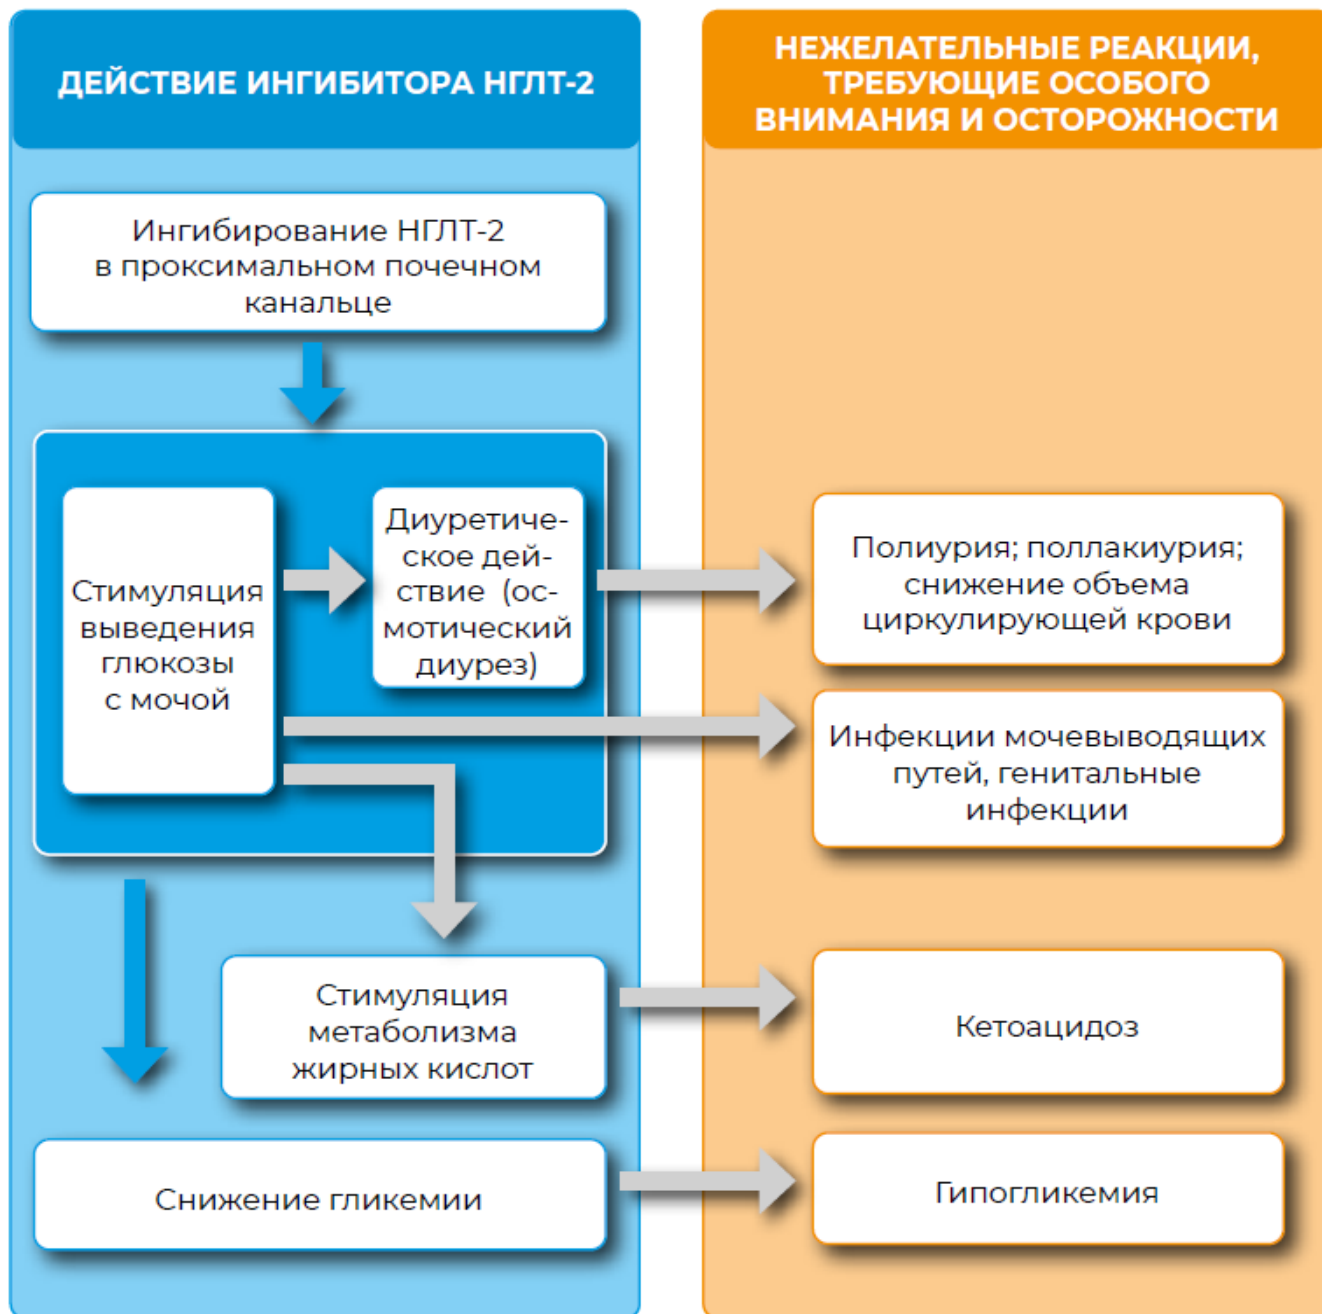 ДЕЙСТВИЕ ИНГИБИТОРА НГЛТ-2
НЕЖЕЛАТЕЛЬНЫЕ РЕАКЦИИ,
ТРЕБУЮЩИЕ ОСОБОГО
ВНИМАНИЯ И ОСТОРОЖНОСТИ
Ингибирование НГЛТ-2
в проксимальном почечном
канальце
Стимуляция
выведения
глюкозы
с мочой
Диуретиче-
ское дей-
ствие (ос-
мотический
диурез)
Полиурия; поллакиурия;
снижение объема
циркулирующей крови
Инфекции мочевыводящих
путей, генитальные
инфекции
Стимуляция
метаболизма
жирных кислот
Кетоацидоз
Снижение гликемии
Гипогликемия